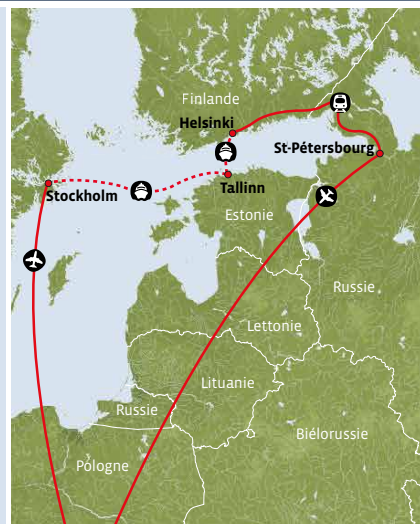 Finlande
Helsinki
St-Pétersbourg
Stockholm
Tallinn
Estonie
Russie
Lettonie
Lituanie
Russie
Biélorussie
Pologne